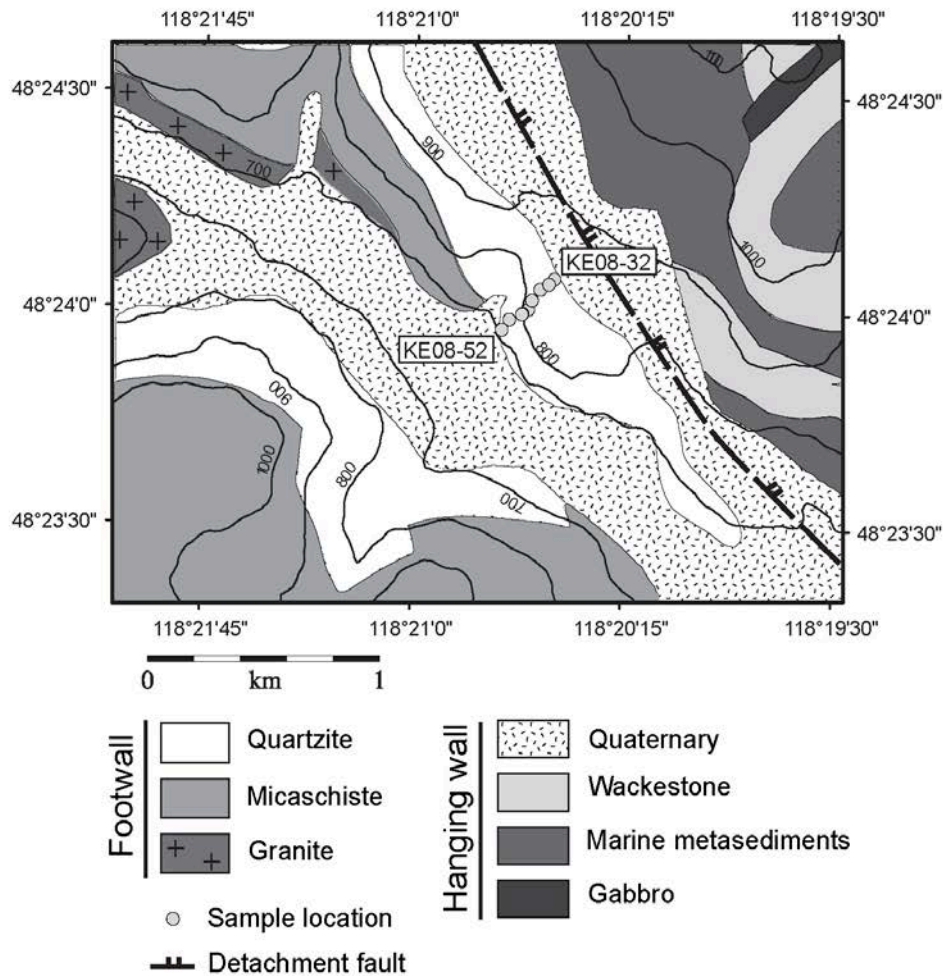 118°21'45" 118°21'0" 118°20'15" 118°19'30"
48°24'30" 48°24'30"
1100
900
700
1000
KE08-32
48°24'0" 48°24'0"
KE08-52
800
900
1000
800
700
48°23'30" 48°23'30"
118°21'45" 118°21'0" 118°20'15" 118°19'30"
0 km 1
Footwall
Quartzite
Micaschiste
Granite
Sample location
Detachment fault
Hanging wall
Quaternary
Wackestone
Marine metasediments
Gabbro